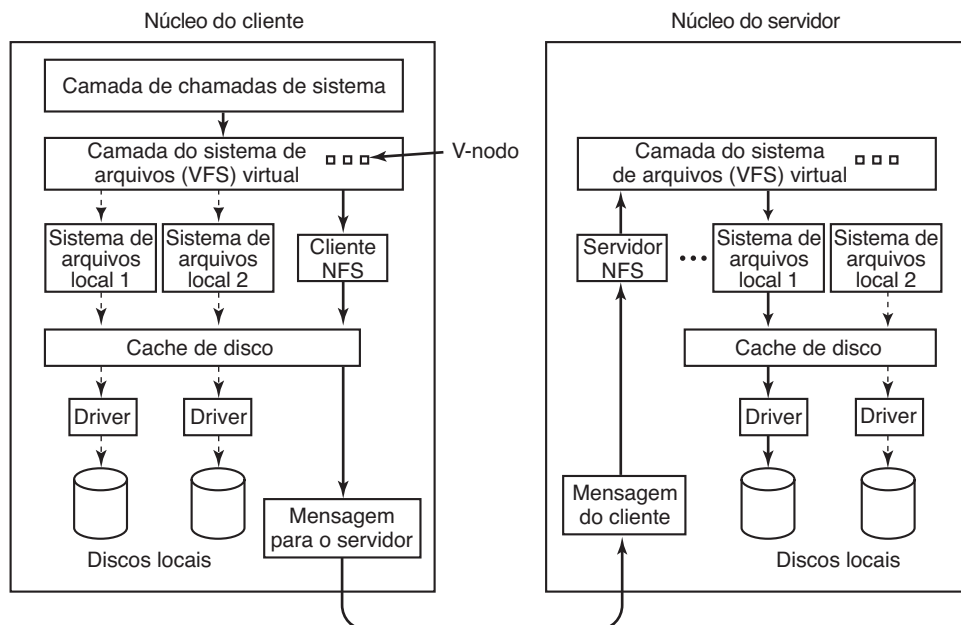 Núcleo do cliente
Camada de chamadas de sistema
Camada do sistema de
arquivos (VFS) virtual
V-nodo
Sistema de
arquivos
local 1
Sistema de
arquivos
local 2
Cliente
NFS
Cache de disco
Driver
Driver
Mensagem
para o servidor
Discos locais
Núcleo do servidor
Camada do sistema
de arquivos (VFS) virtual
Servidor
NFS
Sistema de
arquivos
local 1
Sistema de
arquivos
local 2
Cache de disco
Driver
Driver
Mensagem
do cliente
Discos locais